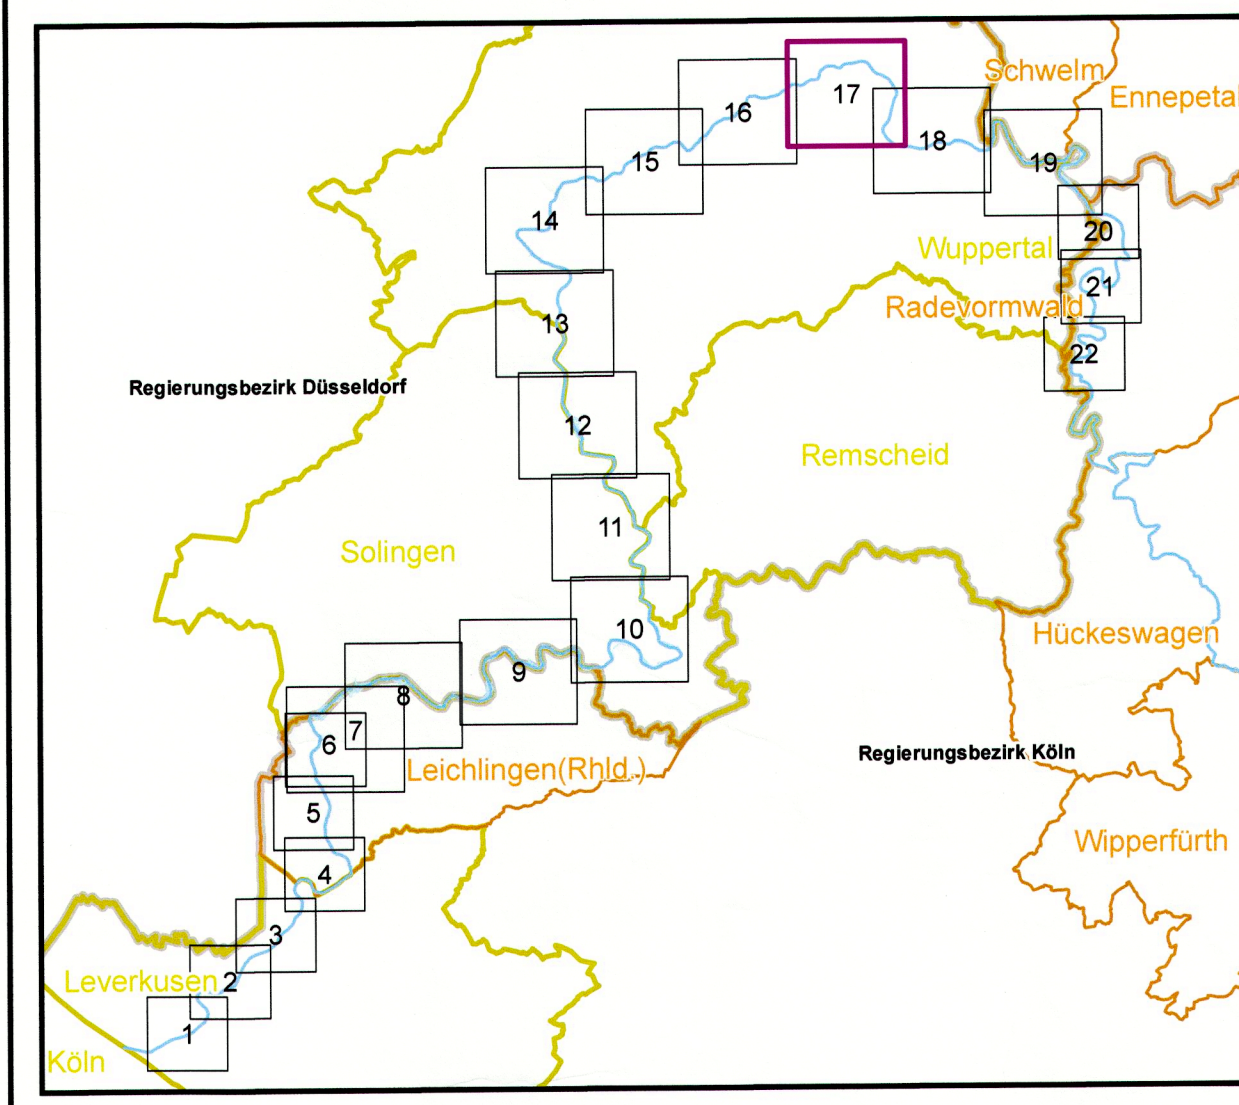 Schwelm
Ennepetal
17
16
18
15
19
14
20
Wuppertal
21
Radevormwald
13
22
Regierungsbezirk Düsseldorf
12
Remscheid
11
Solingen
10
Hückeswagen
9
8
7
6
Regierungsbezirk Köln
Leichlingen(Rhld.)
5
Wipperfürth
4
3
Leverkusen
2
1
Köln